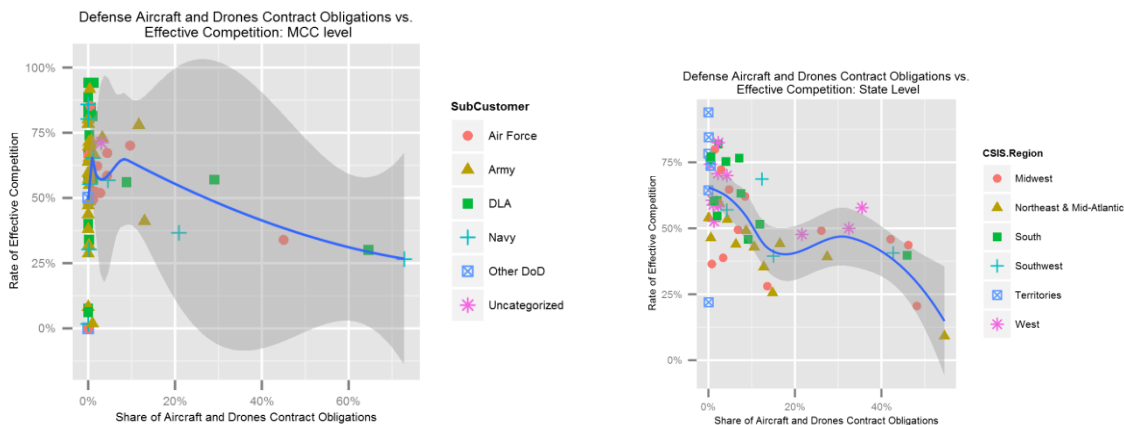 Defense Aircraft and Drones Contract Obligations vs.
Effective Competition: MCC level
100%
75%
50%
25%
0%
Rate of Effective Competition
0%
20%
40%
60%
Share of Aircraft and Drones Contract Obligations
SubCustomer
Air Force
Army
DLA
Navy
Other DoD
Uncategorized
Defense Aircraft and Drones Contract Obligations vs.
Effective Competition: State Level
75%
50%
25%
0%
Rate of Effective Competition
0%
20%
40%
Share of Aircraft and Drones Contract Obligations
CSIS.Region
Midwest
Northeast & Mid-Atlantic
South
Southwest
Territories
West